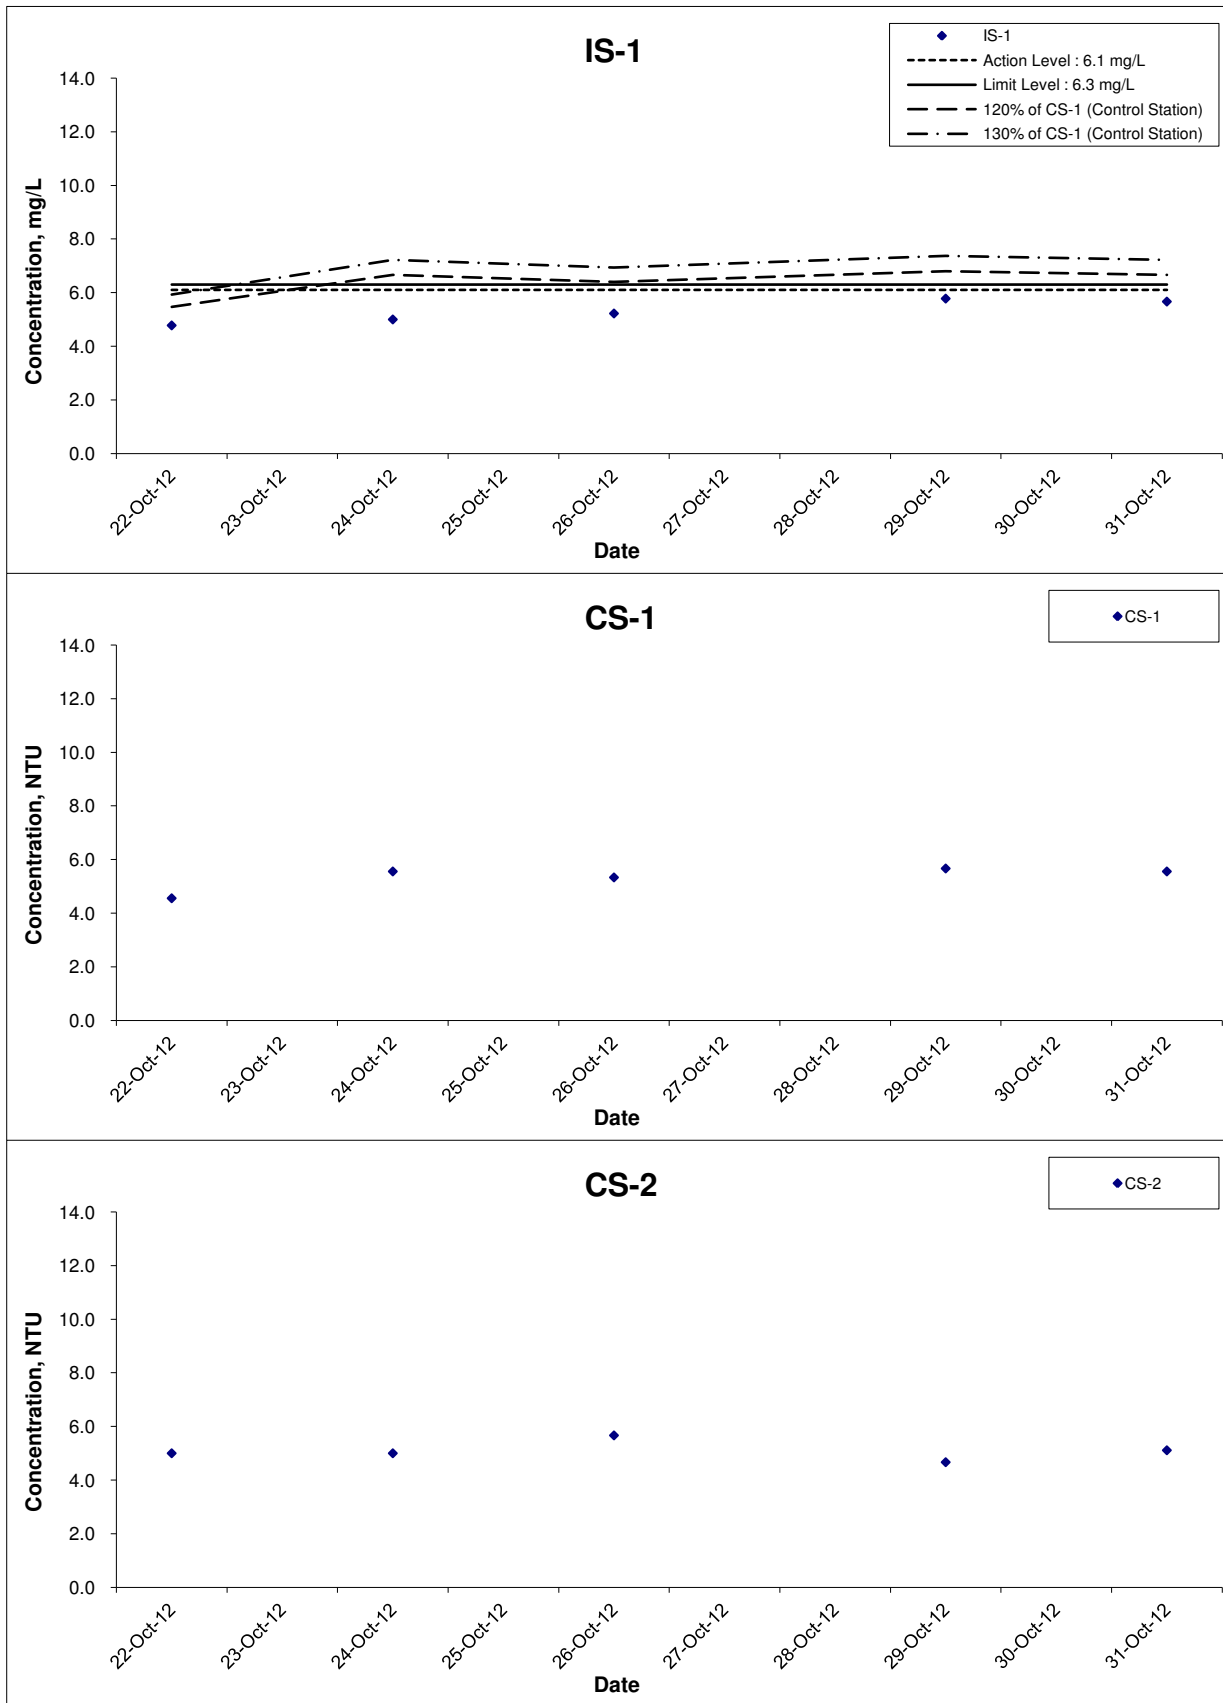 IS-1
IS-1
Action Level : 6.1 mg/L
Limit Level : 6.3 mg/L
120% of CS-1 (Control Station)
130% of CS-1 (Control Station)
Concentration, mg/L
14.0
12.0
10.0
8.0
6.0
4.0
2.0
0.0
22-Oct-12
23-Oct-12
24-Oct-12
25-Oct-12
26-Oct-12
27-Oct-12
28-Oct-12
29-Oct-12
30-Oct-12
31-Oct-12
Date
CS-1
CS-1
Concentration, NTU
14.0
12.0
10.0
8.0
6.0
4.0
2.0
0.0
22-Oct-12
23-Oct-12
24-Oct-12
25-Oct-12
26-Oct-12
27-Oct-12
28-Oct-12
29-Oct-12
30-Oct-12
31-Oct-12
Date
CS-2
CS-2
Concentration, NTU
14.0
12.0
10.0
8.0
6.0
4.0
2.0
0.0
22-Oct-12
23-Oct-12
24-Oct-12
25-Oct-12
26-Oct-12
27-Oct-12
28-Oct-12
29-Oct-12
30-Oct-12
31-Oct-12
Date